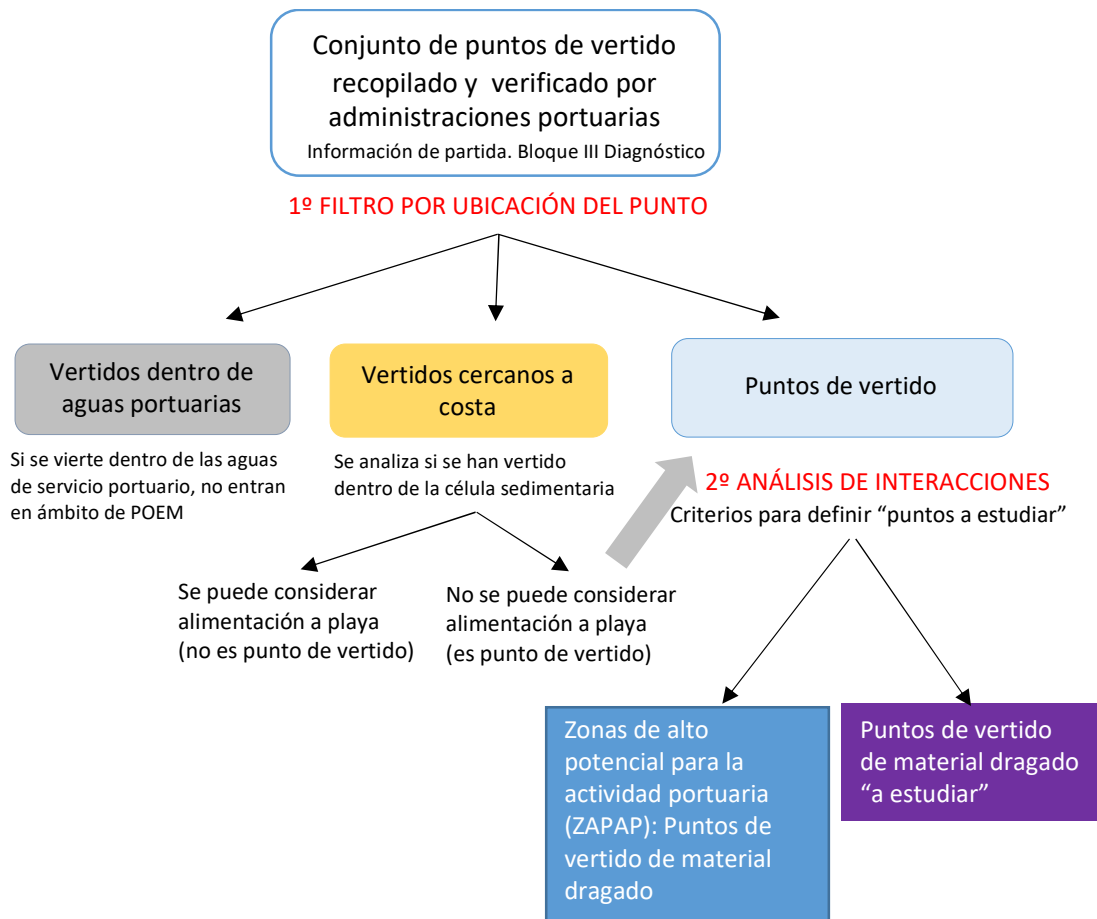 Conjunto de puntos de vertido
recopilado y verificado por
administraciones portuarias
Información de partida. Bloque III Diagnóstico
1º FILTRO POR UBICACIÓN DEL PUNTO
Vertidos dentro de
aguas portuarias
Vertidos cercanos a
costa
Puntos de vertido
Si se vierte dentro de las aguas
de servicio portuario, no entran
en ámbito de POEM
Se analiza si se han vertido
dentro de la célula sedimentaria
2º ANÁLISIS DE INTERACCIONES
Criterios para definir “puntos a estudiar”
Se puede considerar
alimentación a playa
(no es punto de vertido)
No se puede considerar
alimentación a playa
(es punto de vertido)
Zonas de alto
potencial para la
actividad portuaria
(ZAPAP): Puntos de
vertido de material
dragado
Puntos de vertido
de material dragado
“a estudiar”